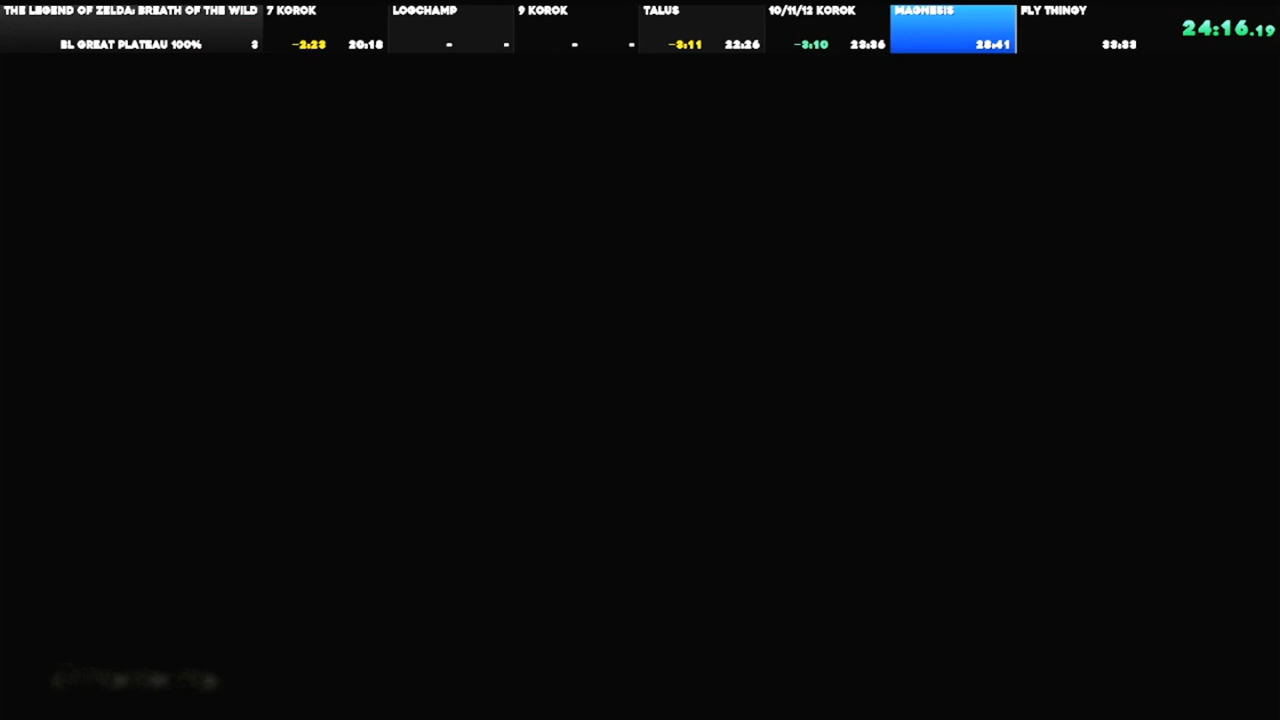 THE LEGEND OF ZELDA: BREATH OF THE WILD
BL GREAT PLATEAU 100% 3
7 KOROK
-2:23 20:18
LOGCHAMP
- -
9 KOROK
- -
TALUS
-3:11 22:26
10/11/12 KOROK
-3:10 23:36
MAGNESIS
28:41
FLY THINGY
33:33
24:16.19